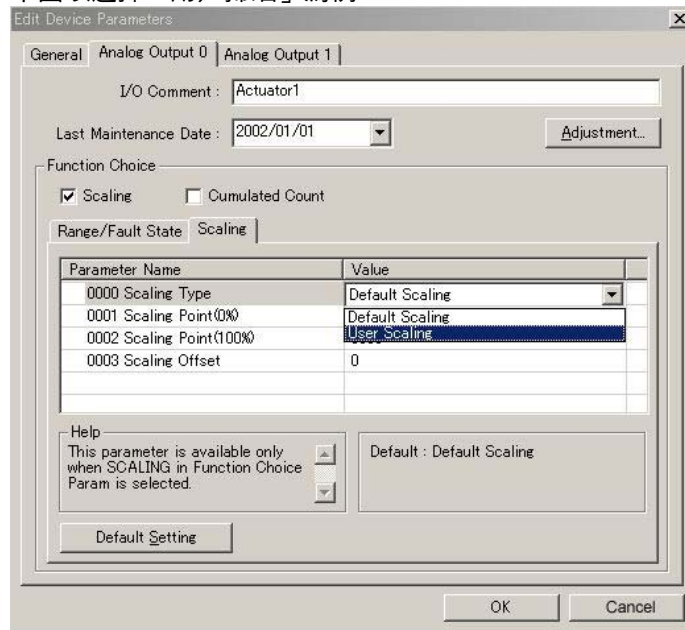 Edit Device Parameters
General
Analog Output 0
Analog Output 1
I/O Comment :
Actuator1
Last Maintenance Date :
2002/01/01
Adjustment...
Function Choice
Scaling
Cumulated Count
Range/Fault State
Scaling
Parameter Name
Value
0000 Scaling Type
Default Scaling
0001 Scaling Point(0%)
Default Scaling
User Scaling
0002 Scaling Point(100%)
0003 Scaling Offset
0
Help
This parameter is available only
when SCALING in Function Choice
Param is selected.
Default : Default Scaling
Default Setting
OK
Cancel